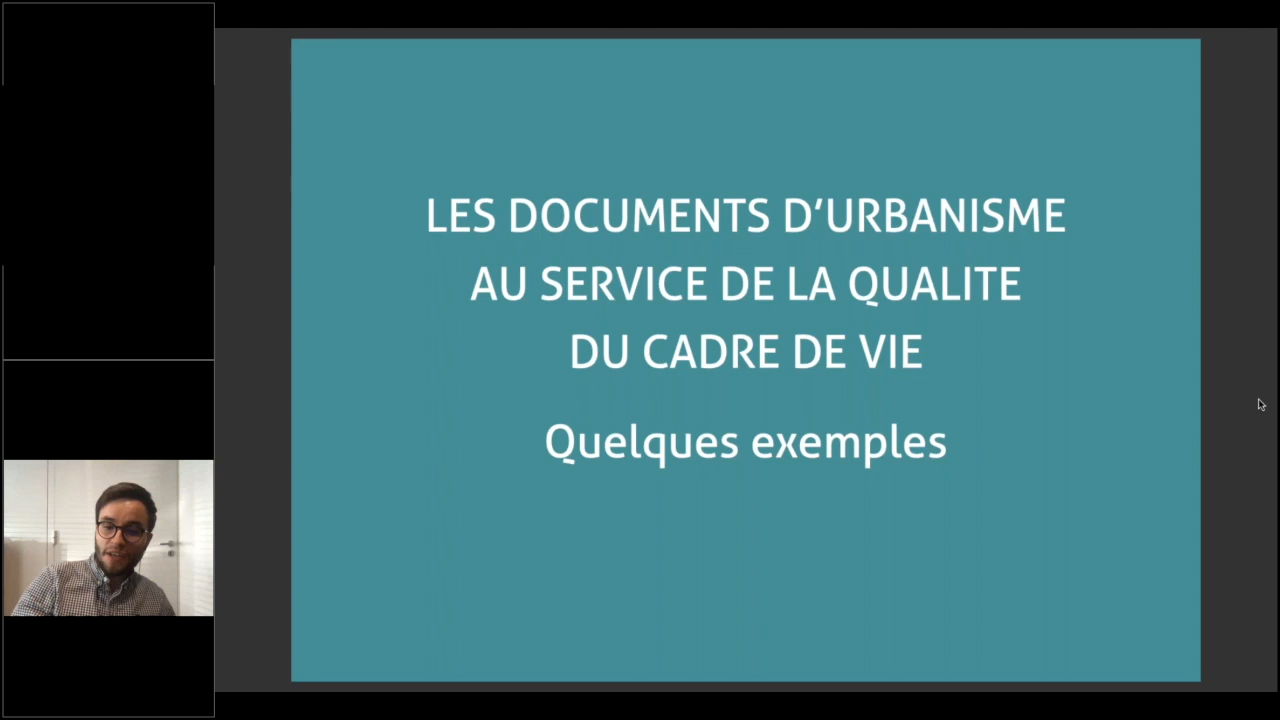 LES DOCUMENTS D’URBANISME
AU SERVICE DE LA QUALITE
DU CADRE DE VIE
Quelques exemples